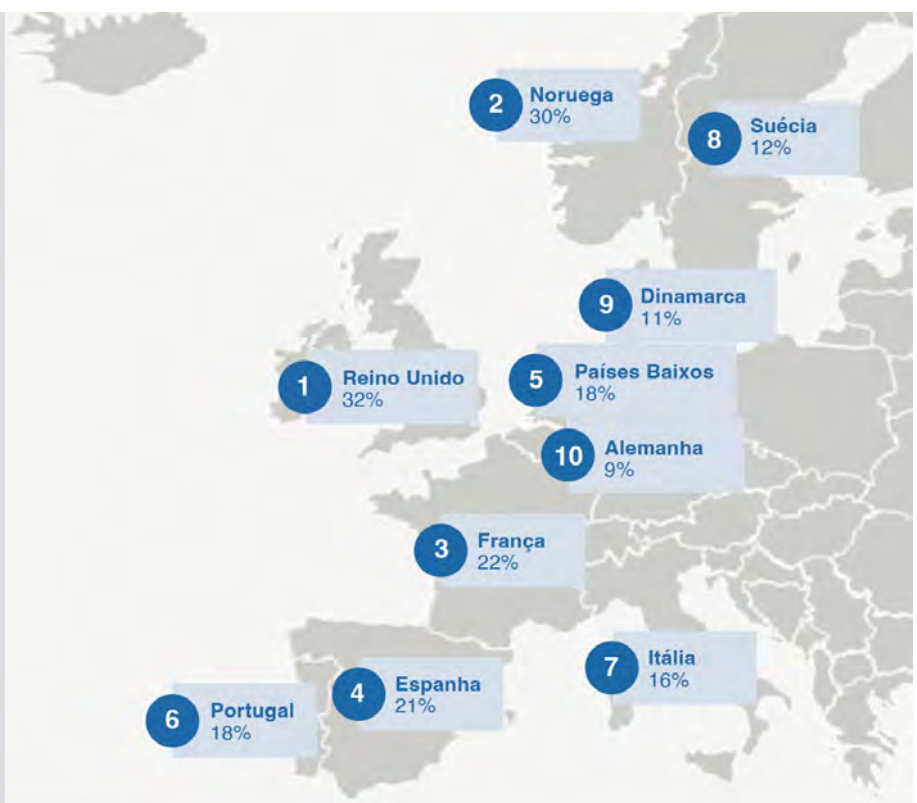 2
Noruega
30%
8
Suécia
12%
9
Dinamarca
11%
1
Reino Unido
32%
5
Países Baixos
18%
10
Alemanha
9%
3
França
22%
7
Itália
16%
4
Espanha
21%
6
Portugal
18%